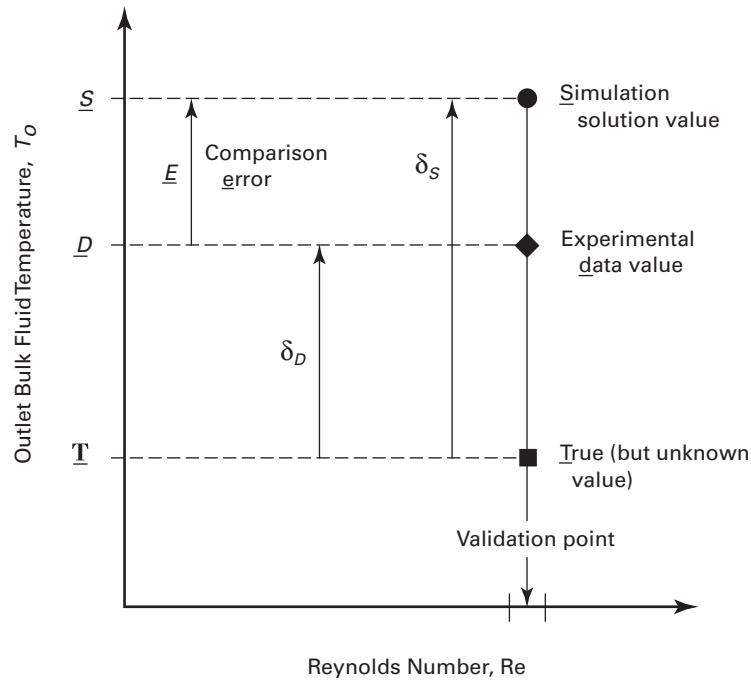 S
Simulation
solution value
Comparison
error
E
δS
D
Experimental
data value
δD
Outlet Bulk Fluid Temperature, To
T
True (but unknown
value)
Validation point
Reynolds Number, Re